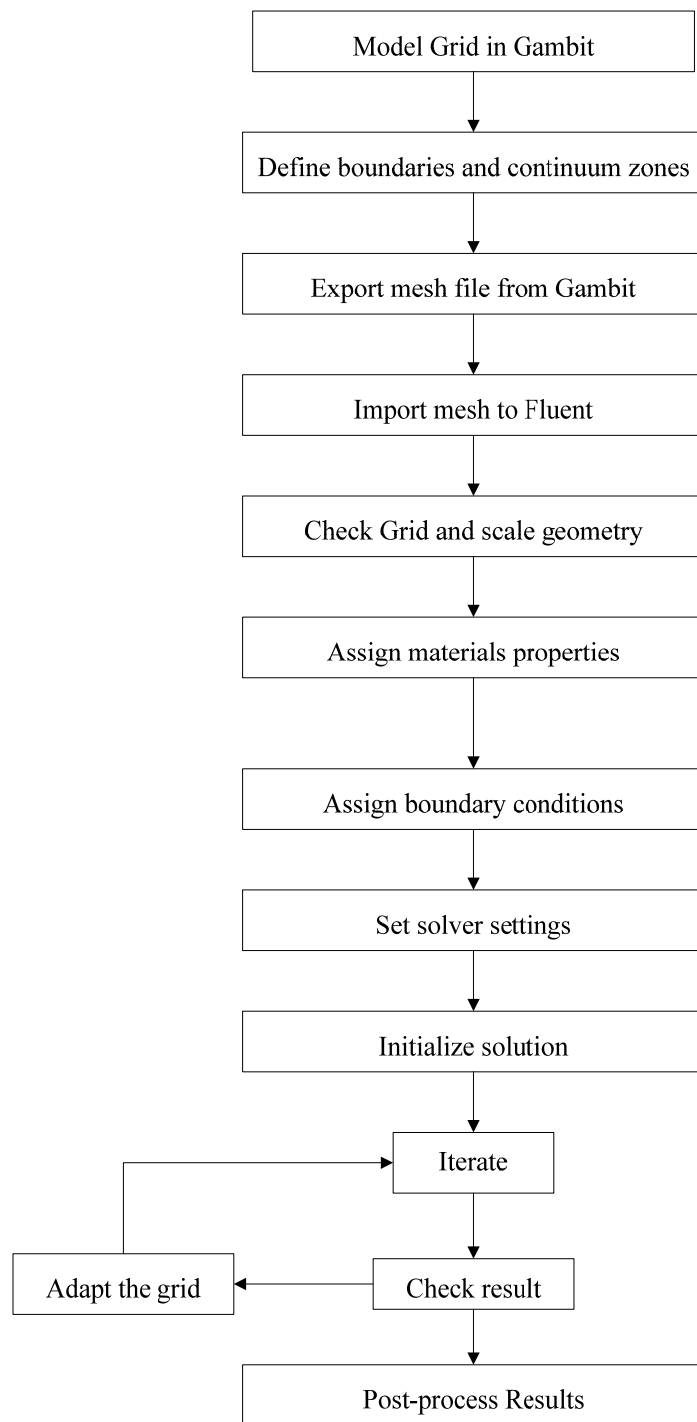 Model Grid in Gambit
Define boundaries and continuum zones
Export mesh file from Gambit
Import mesh to Fluent
Check Grid and scale geometry
Assign materials properties
Assign boundary conditions
Set solver settings
Initialize solution
Iterate
Adapt the grid
Check result
Post-process Results